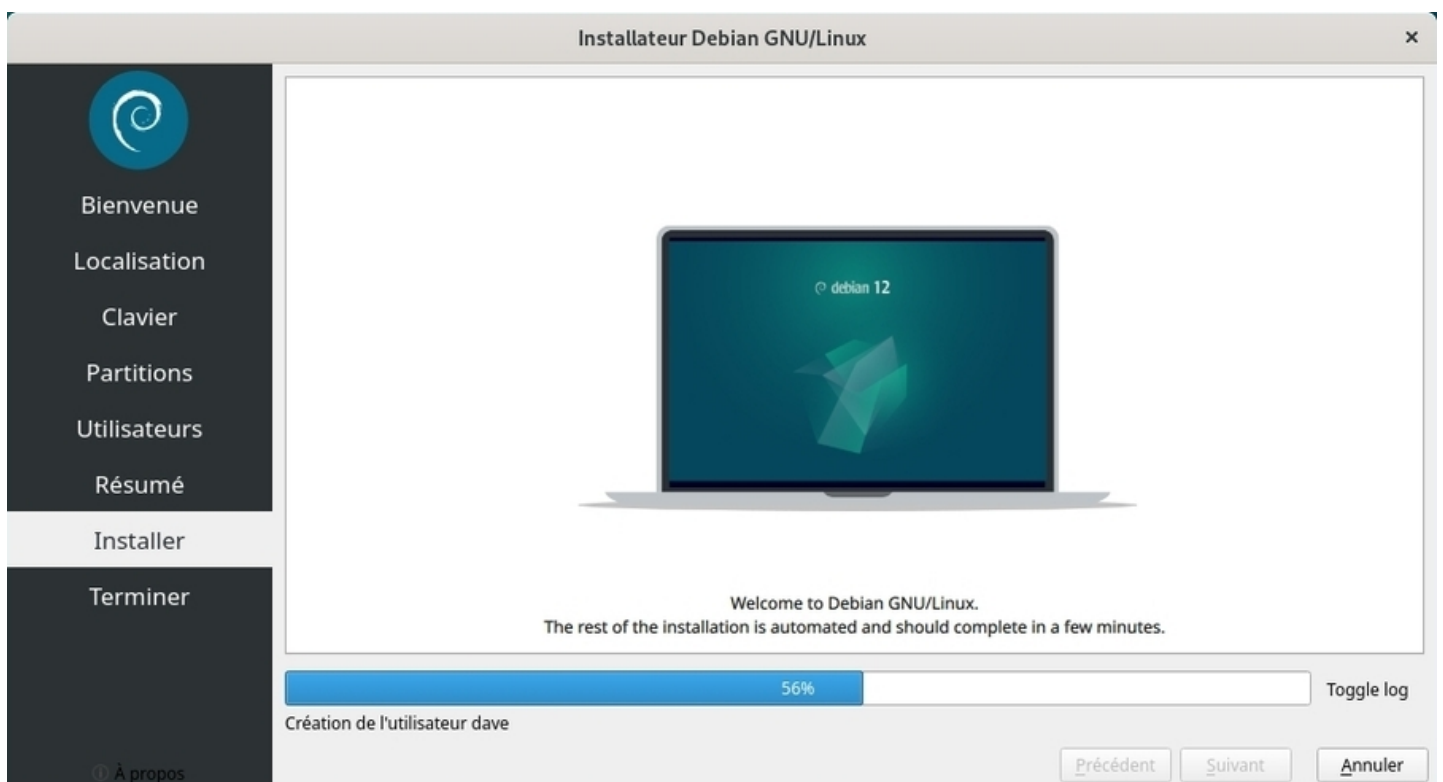 Installateur Debian GNU/Linux
×
Bienvenue
Localisation
Clavier
Partitions
Utilisateurs
Résumé
Installer
Terminer
À propos
debian 12
Welcome to Debian GNU/Linux.
The rest of the installation is automated and should complete in a few minutes.
56%
Toggle log
Création de l'utilisateur dave
Précédent
Suivant
Annuler